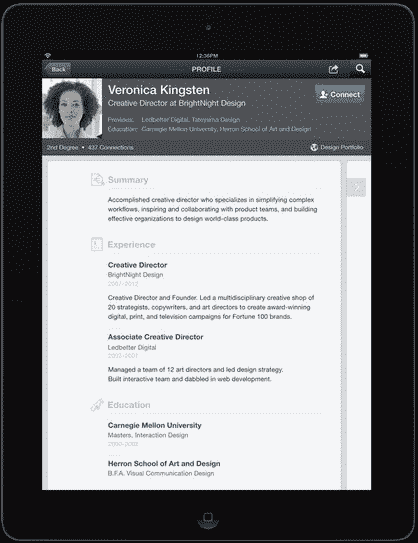 12:36PM
Back
PROFILE
Veronica Kingsten
Creative Director at BrightNight Design
Connect
Previous: Ledbetter Digital, Tatsyama Design
Education: Carnegie Mellon University, Herron School of Art and Design
2nd Degree • 437 Connections
Design Portfolio
Summary
Accomplished creative director who specializes in simplifying complex
workflows, inspiring and collaborating with product teams, and building
effective organizations to design world-class products.
Experience
Creative Director
BrightNight Design
2007-2012
Creative Director and Founder. Led a multidisciplinary creative shop of
20 strategists, copywriters, and art directors to create award-winning
digital, print, and television campaigns for Fortune 100 brands.
Associate Creative Director
Ledbetter Digital
Managed a team of 12 art directors and led design strategy.
Built interactive team and dabbled in web development.
Education
Carnegie Mellon University
Masters, Interaction Design
Herron School of Art and Design
B.F.A. Visual Communication Design